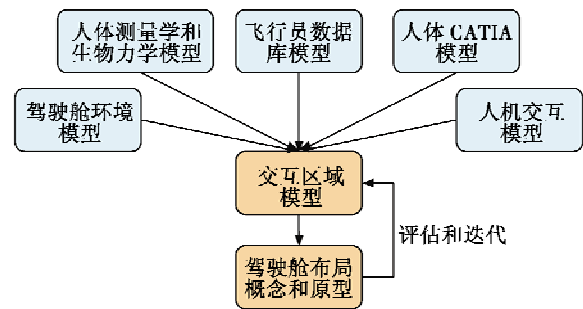 人体测量学和
生物力学模型
飞行员数据
库模型
人体 CATIA
模型
驾驶舱环境
模型
人机交互
模型
交互区域
模型
评估和迭代
驾驶舱布局
概念和原型